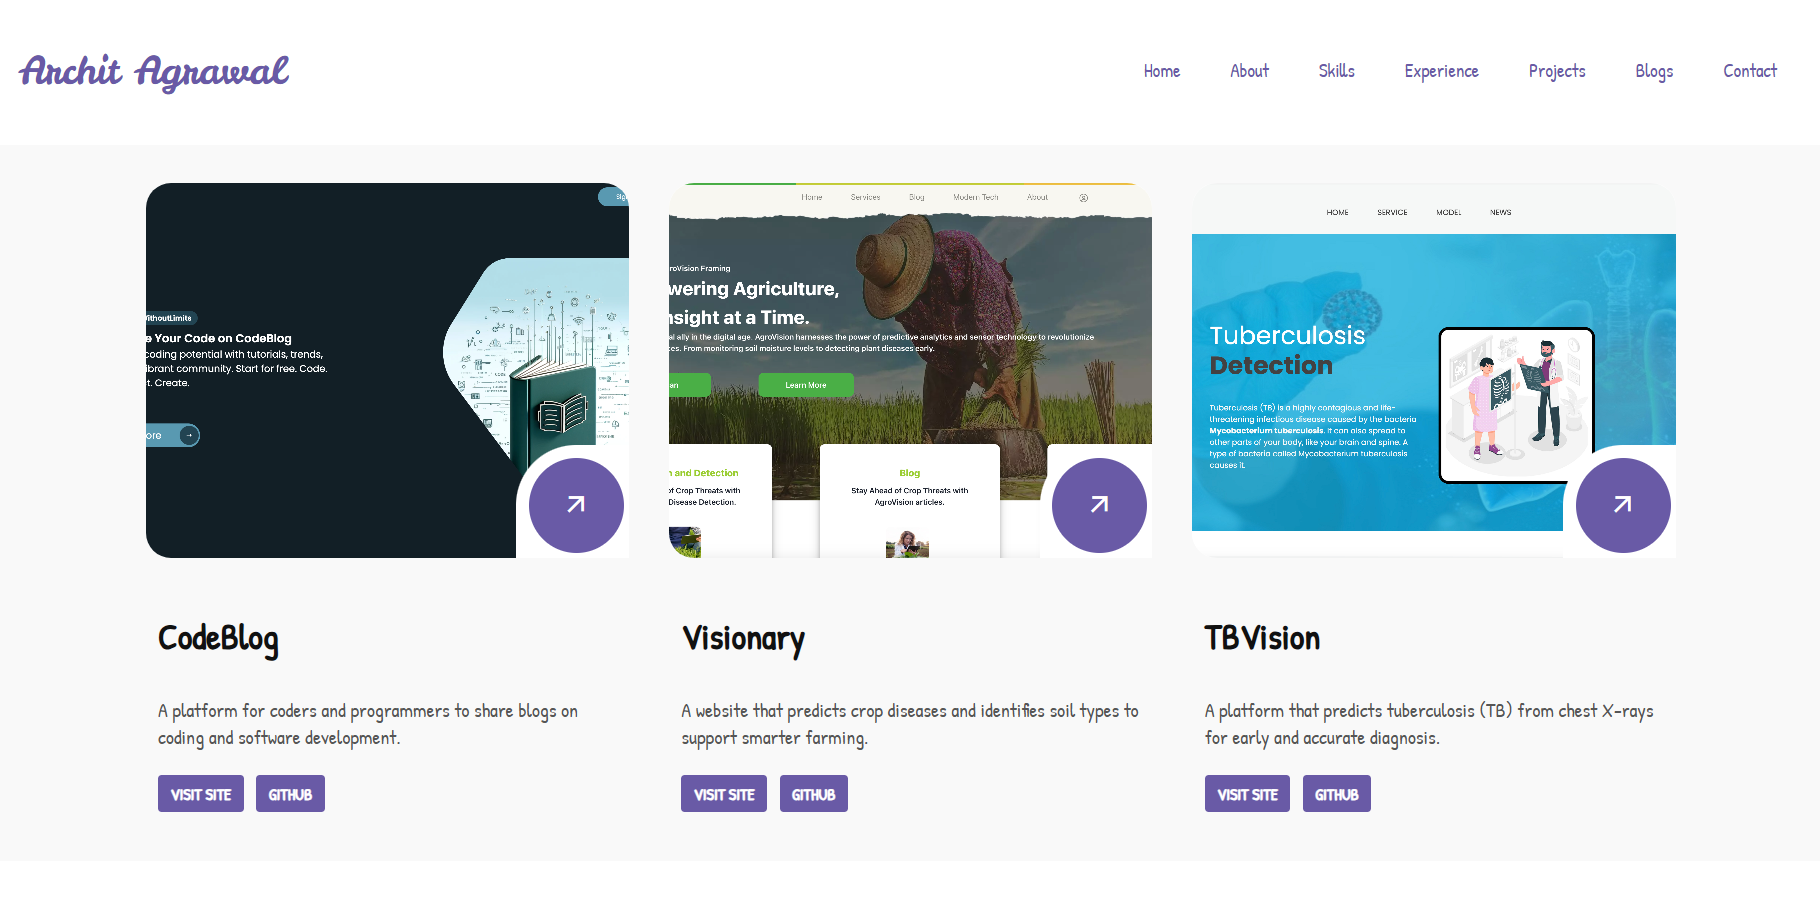 Archit Agrawal
Home About Skills Experience Projects Blogs Contact
WithoutLimits
e Your Code on CodeBlog
coding potential with tutorials, trends,
ibrant community. Start for free. Code.
t. Create.
ore
Home Services Blog Modern Tech About
roVision Framing
wering Agriculture,
nsight at a Time.
al ally in the digital age. AgroVision harnesses the power of predictive analytics and sensor technology to revolutionize
ces. From monitoring soil moisture levels to detecting plant diseases early.
an
Learn More
n and Detection
of Crop Threats with
Disease Detection.
Blog
Stay Ahead of Crop Threats with
AgroVision articles.
HOME SERVICE MODEL NEWS
Tuberculosis
Detection
Tuberculosis (TB) is a highly contagious and life-
threatening infectious disease caused by the bacteria
Mycobacterium tuberculosis. It can also spread to
other parts of your body, like your brain and spine. A
type of bacteria called Mycobacterium tuberculosis
causes it.
CodeBlog
A platform for coders and programmers to share blogs on
coding and software development.
VISIT SITE GITHUB
Visionary
A website that predicts crop diseases and identifies soil types to
support smarter farming.
VISIT SITE GITHUB
TBVision
A platform that predicts tuberculosis (TB) from chest X-rays
for early and accurate diagnosis.
VISIT SITE GITHUB